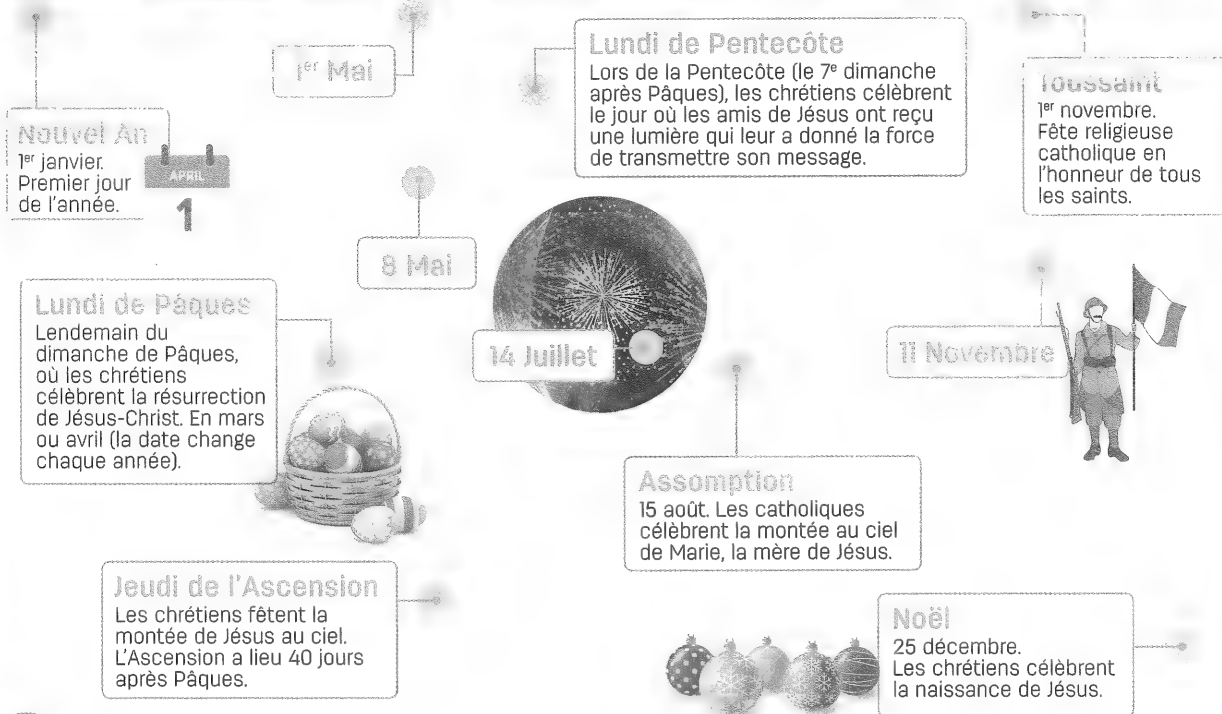 Nouvel An
1er janvier.
Premier jour
de l'année.
APRIL
1
1er Mai
Lundi de Pentecôte
Lors de la Pentecôte (le 7e dimanche
après Pâques), les chrétiens célèbrent
le jour où les amis de Jésus ont reçu
une lumière qui leur a donné la force
de transmettre son message.
Toussaint
1er novembre.
Fête religieuse
catholique en
l'honneur de tous
les saints.
8 Mai
Lundi de Pâques
Lendemain du
dimanche de Pâques,
où les chrétiens
célèbrent la résurrection
de Jésus-Christ. En mars
ou avril (la date change
chaque année).
14 Juillet
11 Novembre
Assomption
15 août. Les catholiques
célèbrent la montée au ciel
de Marie, la mère de Jésus.
Jeudi de l'Ascension
Les chrétiens fêtent la
montée de Jésus au ciel.
L'Ascension a lieu 40 jours
après Pâques.
Noël
25 décembre.
Les chrétiens célèbrent
la naissance de Jésus.